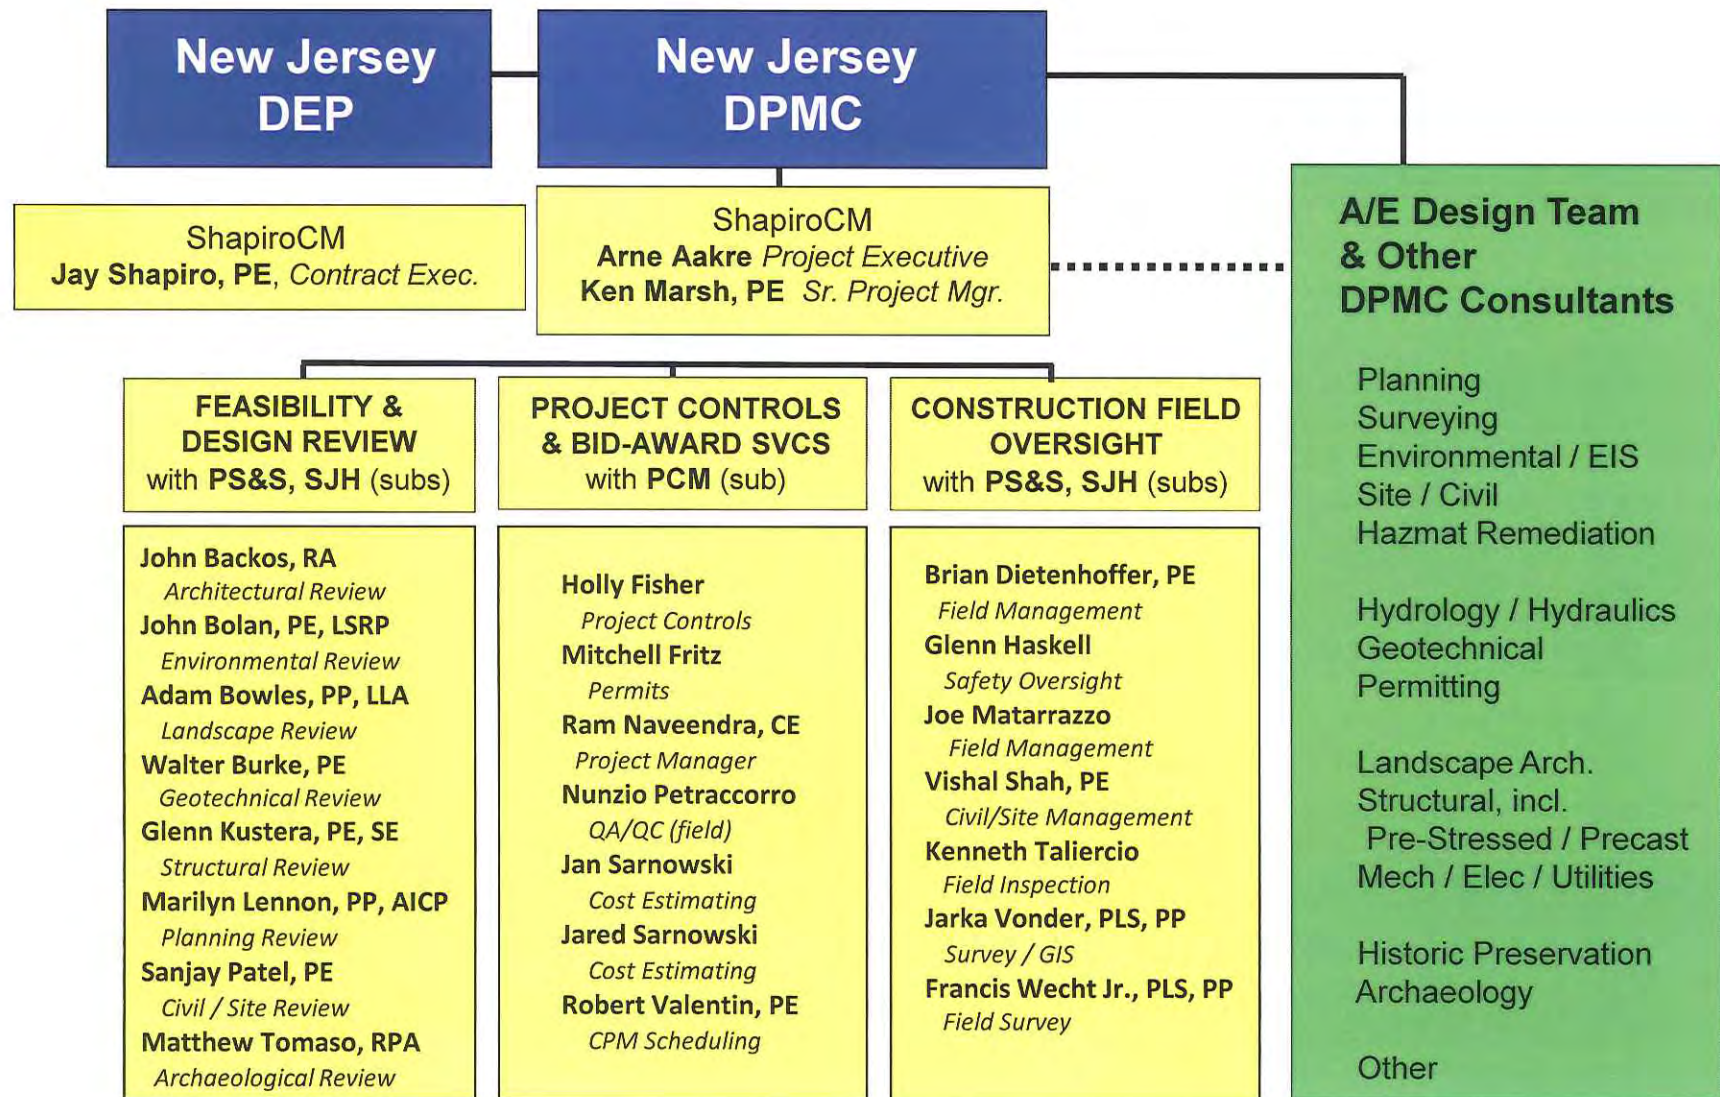 New Jersey
DEP
New Jersey
DPMC
ShapiroCM
Jay Shapiro, PE, Contract Exec.
ShapiroCM
Arne Aakre Project Executive
Ken Marsh, PE Sr. Project Mgr.
FEASIBILITY &
DESIGN REVIEW
with PS&S, SJH (subs)
John Backos, RA
Architectural Review
John Bolan, PE, LSRP
Environmental Review
Adam Bowles, PP, LLA
Landscape Review
Walter Burke, PE
Geotechnical Review
Glenn Kustera, PE, SE
Structural Review
Marilyn Lennon, PP, AICP
Planning Review
Sanjay Patel, PE
Civil / Site Review
Matthew Tomaso, RPA
Archaeological Review
PROJECT CONTROLS
& BID-AWARD SVCS
with PCM (sub)
Holly Fisher
Project Controls
Mitchell Fritz
Permits
Ram Naveendra, CE
Project Manager
Nunzio Petraccorro
QA/QC (field)
Jan Sarnowski
Cost Estimating
Jared Sarnowski
Cost Estimating
Robert Valentin, PE
CPM Scheduling
CONSTRUCTION FIELD
OVERSIGHT
with PS&S, SJH (subs)
Brian Dietenhoffer, PE
Field Management
Glenn Haskell
Safety Oversight
Joe Matarrazzo
Field Management
Vishal Shah, PE
Civil/Site Management
Kenneth Taliercio
Field Inspection
Jarka Vonder, PLS, PP
Survey / GIS
Francis Wecht Jr., PLS, PP
Field Survey
A/E Design Team
& Other
DPMC Consultants
Planning
Surveying
Environmental / EIS
Site / Civil
Hazmat Remediation
Hydrology / Hydraulics
Geotechnical
Permitting
Landscape Arch.
Structural, incl.
Pre-Stressed / Precast
Mech / Elec / Utilities
Historic Preservation
Archaeology
Other